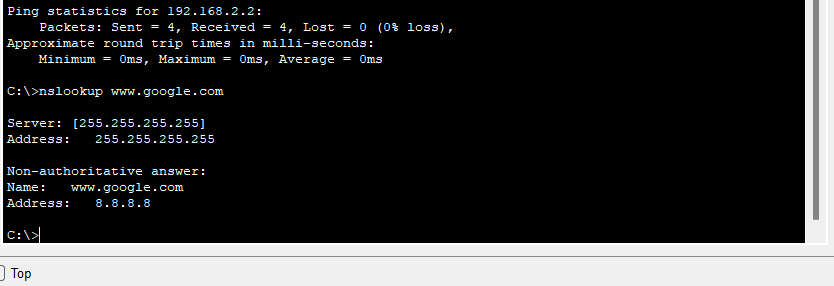 Ping statistics for 192.168.2.2:
    Packets: Sent = 4, Received = 4, Lost = 0 (0% loss),
Approximate round trip times in milli-seconds:
    Minimum = 0ms, Maximum = 0ms, Average = 0ms
C:\>nslookup www.google.com
Server: [255.255.255.255]
Address:   255.255.255.255
Non-authoritative answer:
Name:   www.google.com
Address:   8.8.8.8
C:\>
Top